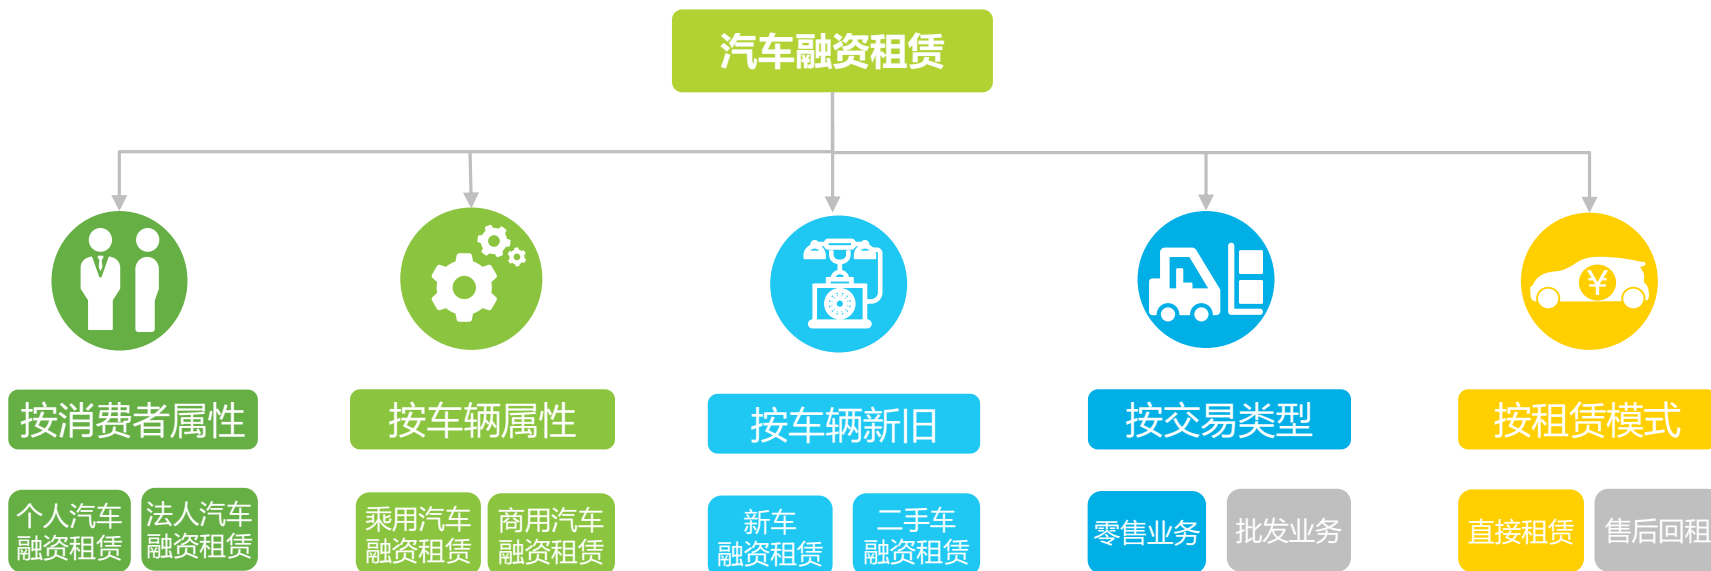 汽车融资租赁
¥
按消费者属性
按车辆属性
按车辆新旧
按交易类型
按租赁模式
个人汽车
融资租赁
法人汽车
融资租赁
乘用汽车
融资租赁
商用汽车
融资租赁
新车
融资租赁
二手车
融资租赁
零售业务
批发业务
直接租赁
售后回租